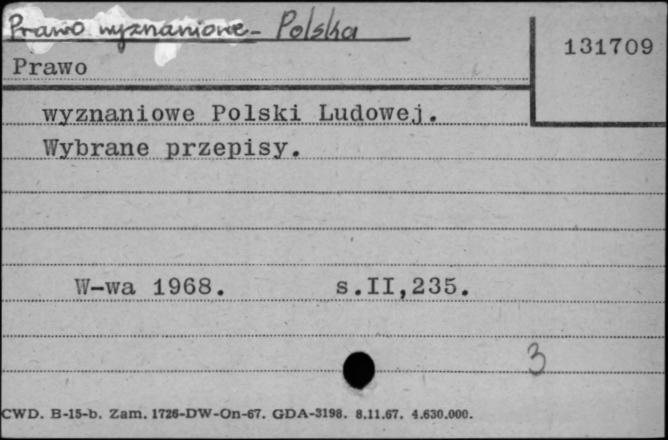 Prawo wyznaniowe - Polska
131709
Prawo
wyznaniowe Polski Ludowej.
Wybrane przepisy.
W-wa 1968. s.II,235.
3
CWD. B-15-b. Zam. 1726-DW-On-67. GDA-3198. 8.11.67. 4.630.000.